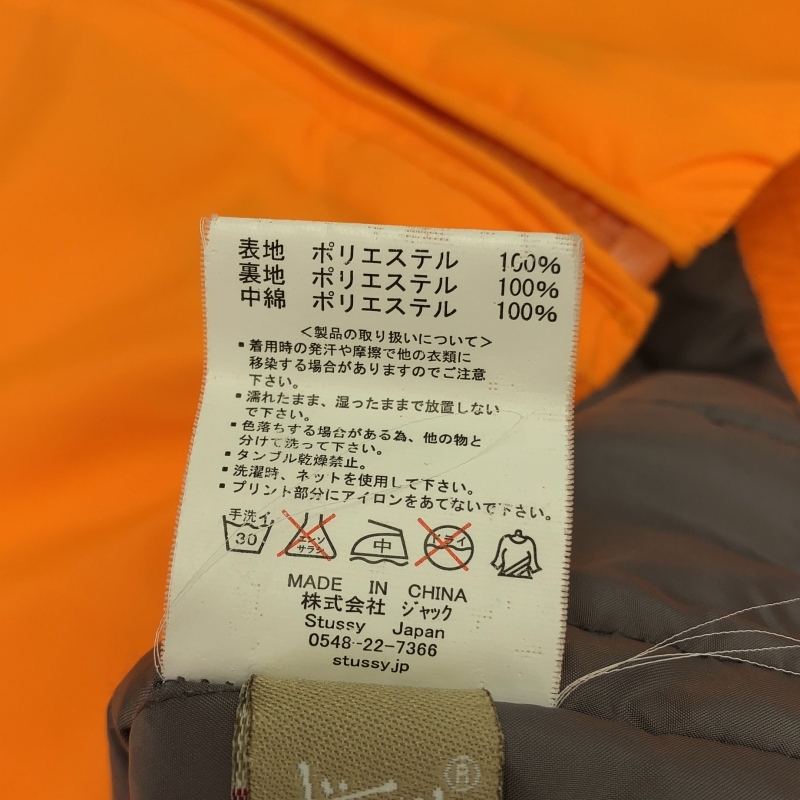 表地 ポリエステル 100%
裏地 ポリエステル 100%
中綿 ポリエステル 100%
<製品の取り扱いについて>
▪着用時の発汗や摩擦で他の衣類に
移染する場合がありますのでご注意
下さい。
▪濡れたまま、湿ったままで放置しない
で下さい。
▪色落ちする場合がある為、他の物と
分けて洗って下さい。
▪タンブル乾燥禁止。
▪洗濯時、ネットを使用して下さい。
▪プリント部分にアイロンをあてないで下さい。
手洗イ 30 エンソサラシ 中 ドライ
MADE IN CHINA
株式会社 ジャック
Stussy Japan
0548-22-7366
stussy.jp
®